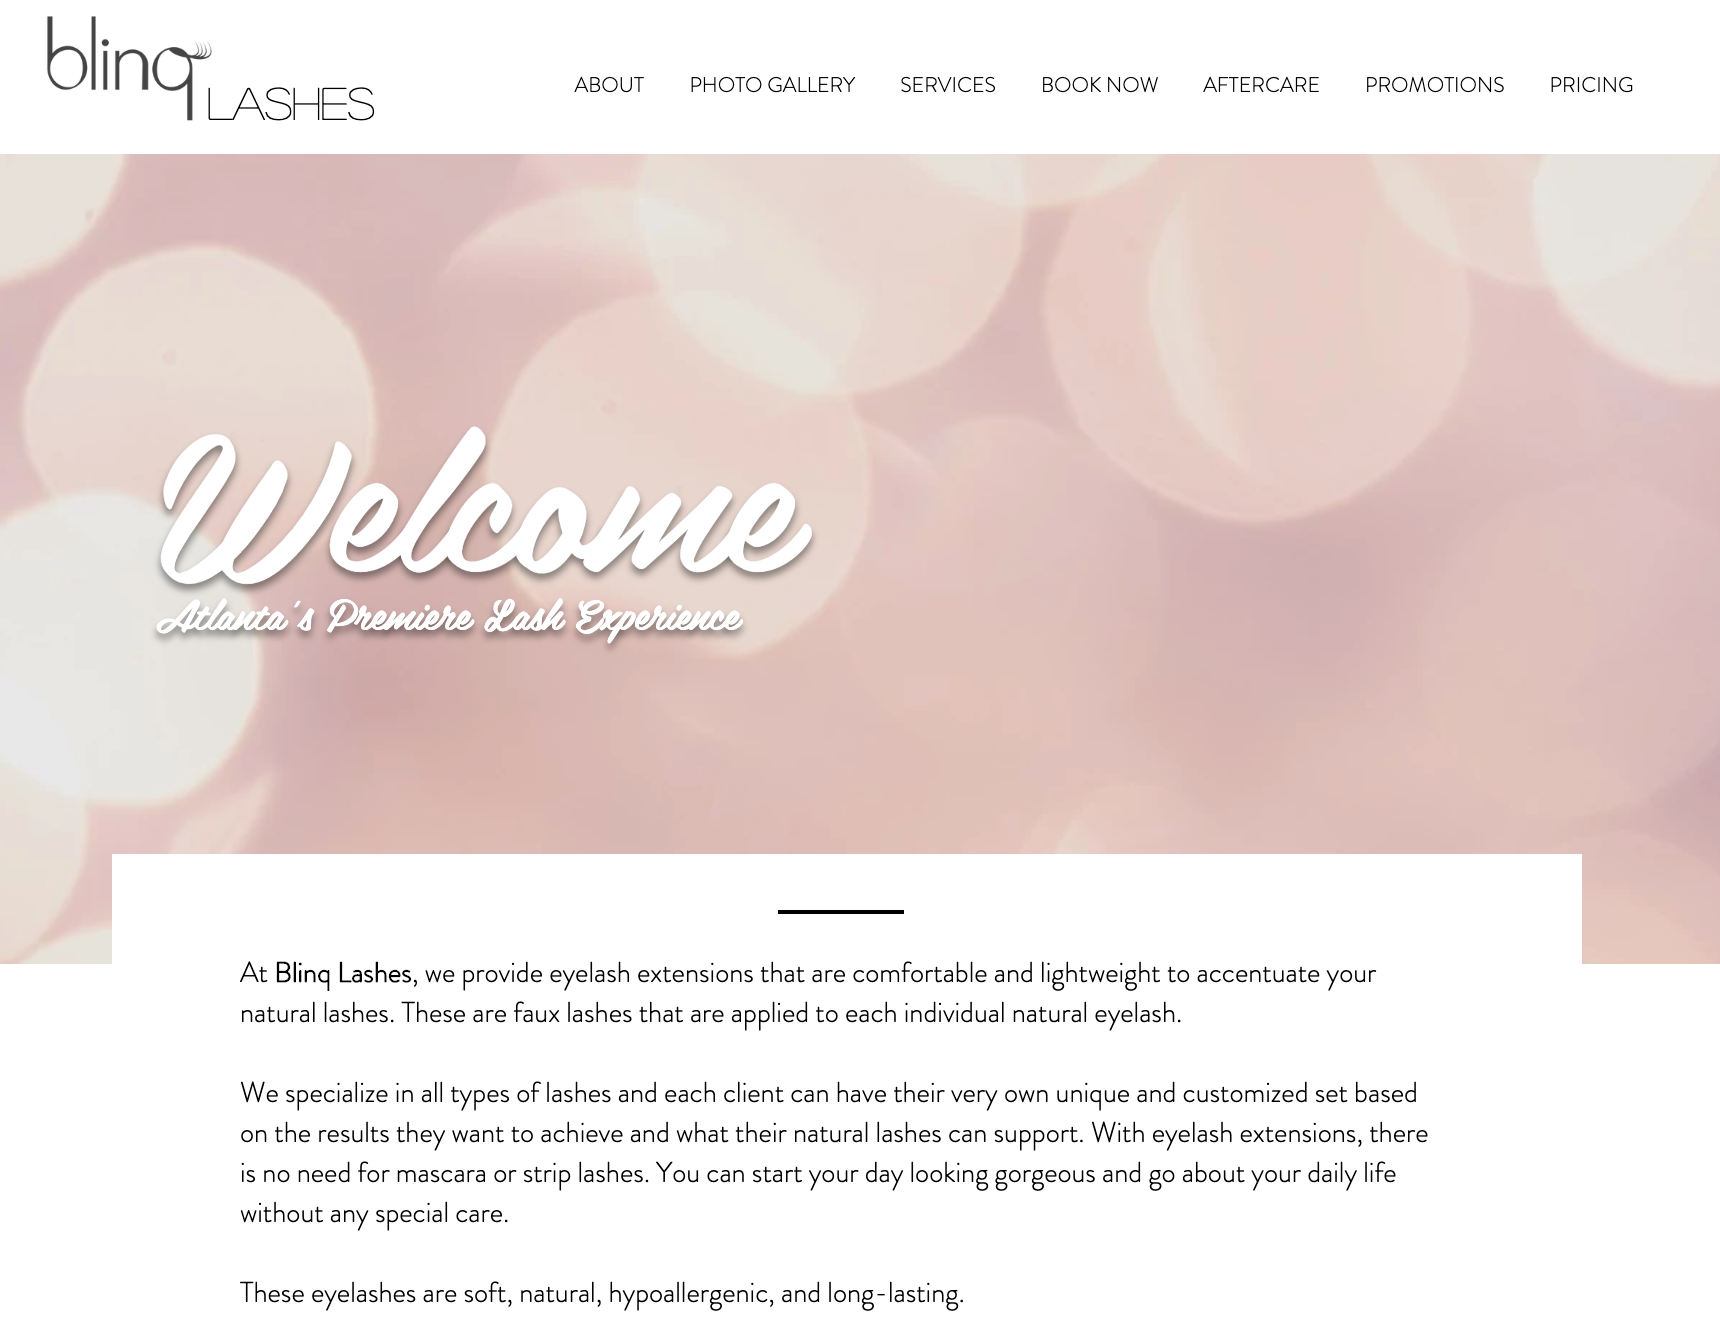 blinq LASHES
ABOUT PHOTO GALLERY SERVICES BOOK NOW AFTERCARE PROMOTIONS PRICING
Welcome
Atlanta's Premiere Lash Experience
At Blinq Lashes, we provide eyelash extensions that are comfortable and lightweight to accentuate your
natural lashes. These are faux lashes that are applied to each individual natural eyelash.
We specialize in all types of lashes and each client can have their very own unique and customized set based
on the results they want to achieve and what their natural lashes can support. With eyelash extensions, there
is no need for mascara or strip lashes. You can start your day looking gorgeous and go about your daily life
without any special care.
These eyelashes are soft, natural, hypoallergenic, and long-lasting.